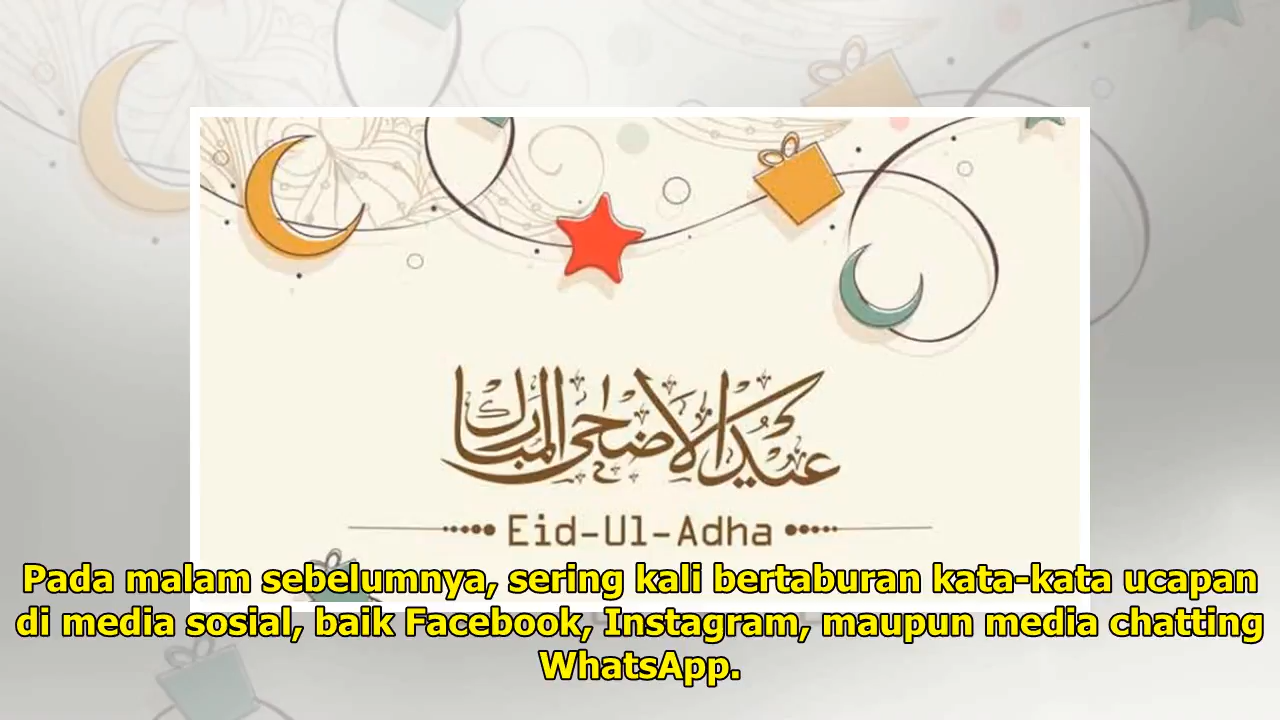 عيد الأضحى المبارك
Eid-Ul-Adha
Pada malam sebelumnya, sering kali bertaburan kata-kata ucapan
di media sosial, baik Facebook, Instagram, maupun media chatting
WhatsApp.